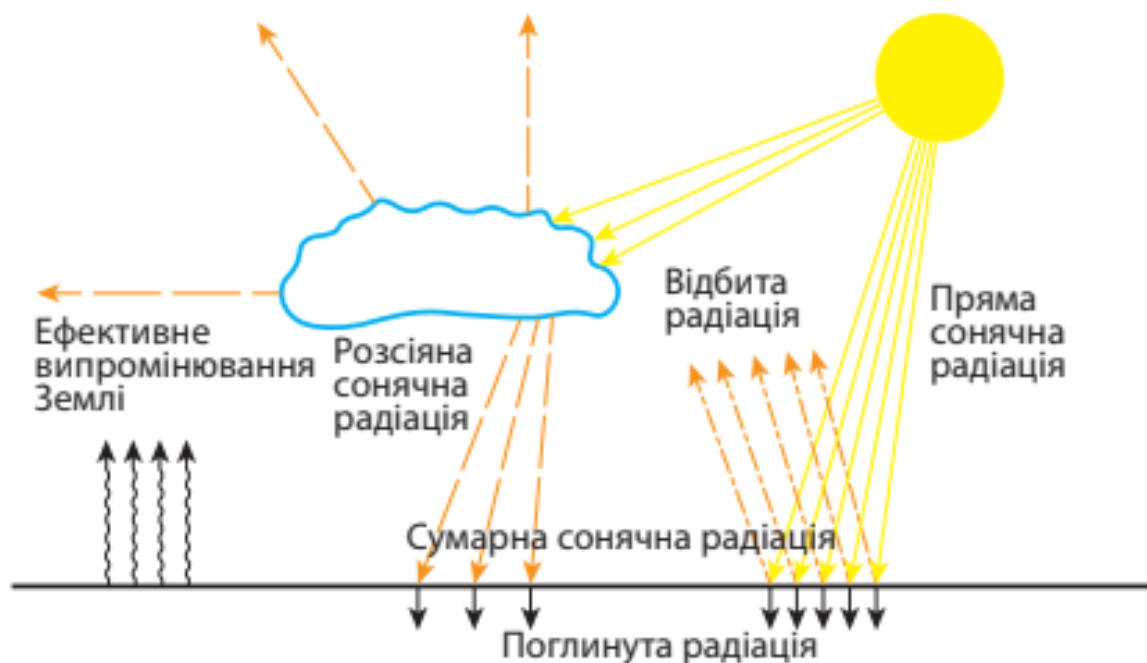 Відбита
радіація
Пряма
сонячна
радіація
Ефективне
випромінювання
Землі
Розсіяна
сонячна
радіація
Сумарна сонячна радіація
Поглинута радіація